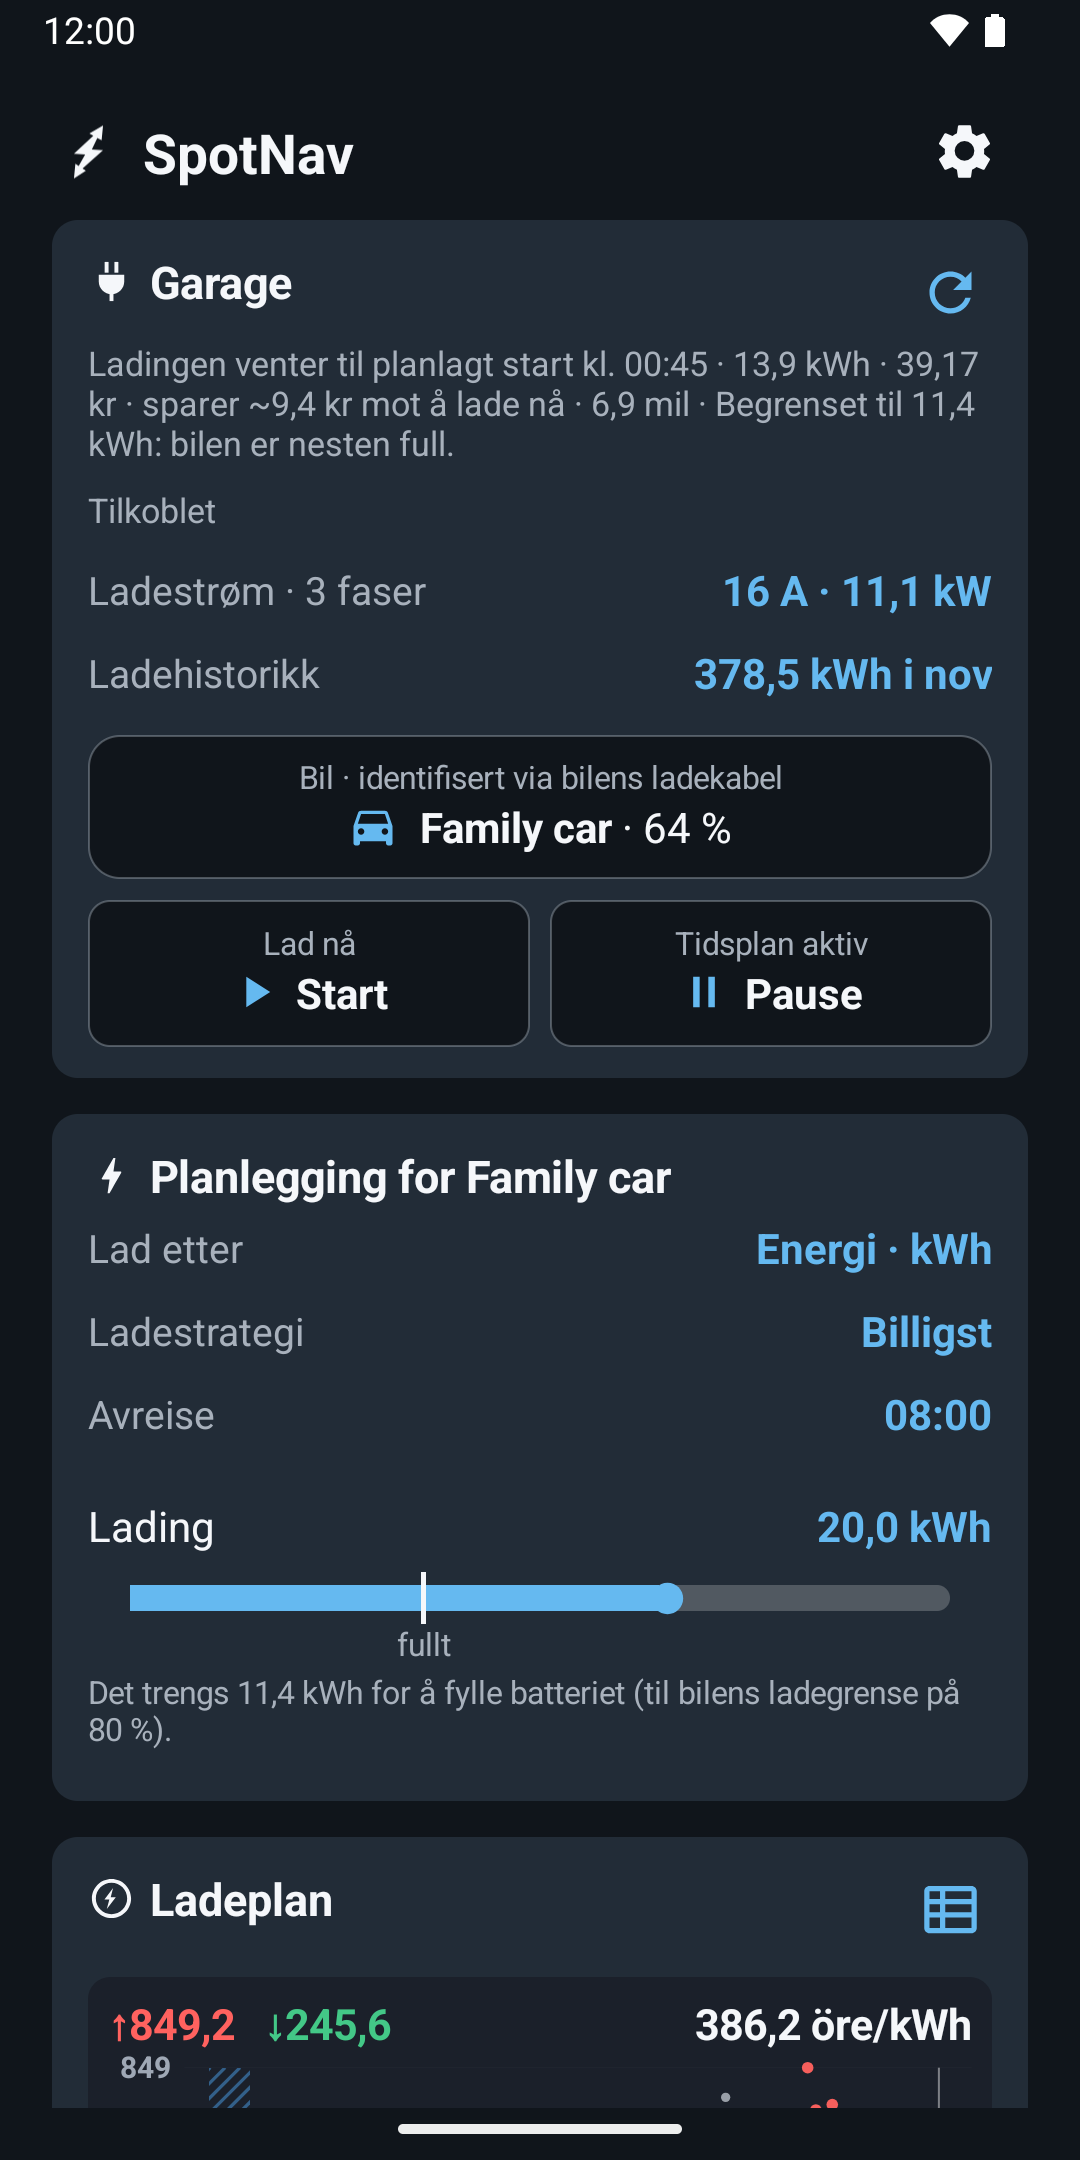 12:00
SpotNav
Garage
Ladingen venter til planlagt start kl. 00:45 · 13,9 kWh · 39,17
kr · sparer ~9,4 kr mot å lade nå · 6,9 mil · Begrenset til 11,4
kWh: bilen er nesten full.
Tilkoblet
Ladestrøm · 3 faser 16 A · 11,1 kW
Ladehistorikk 378,5 kWh i nov
Bil · identifisert via bilens ladekabel
Family car · 64 %
Lad nå
Start
Tidsplan aktiv
Pause
Planlegging for Family car
Lad etter Energi · kWh
Ladestrategi Billigst
Avreise 08:00
Lading 20,0 kWh
fullt
Det trengs 11,4 kWh for å fylle batteriet (til bilens ladegrense på
80 %).
Ladeplan
↑849,2 ↓245,6 386,2 öre/kWh
849